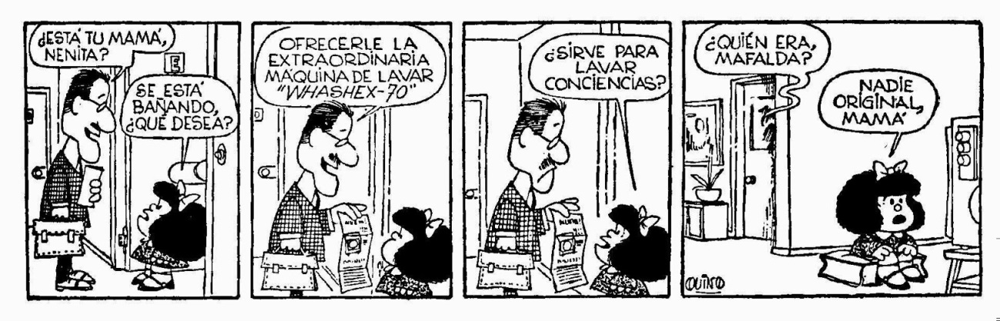 ¿ESTÁ TU MAMÁ,
NENITA?
E
SE ESTÁ
BAÑANDO,
¿QUÉ DESEA?
OFRECERLE LA
EXTRAORDINARIA
MÁQUINA DE LAVAR
"WHASHEX-70"
¿SIRVE PARA
LAVAR
CONCIENCIAS?
¿QUIÉN ERA,
MAFALDA?
NADIE
ORIGINAL,
MAMÁ
QUINO